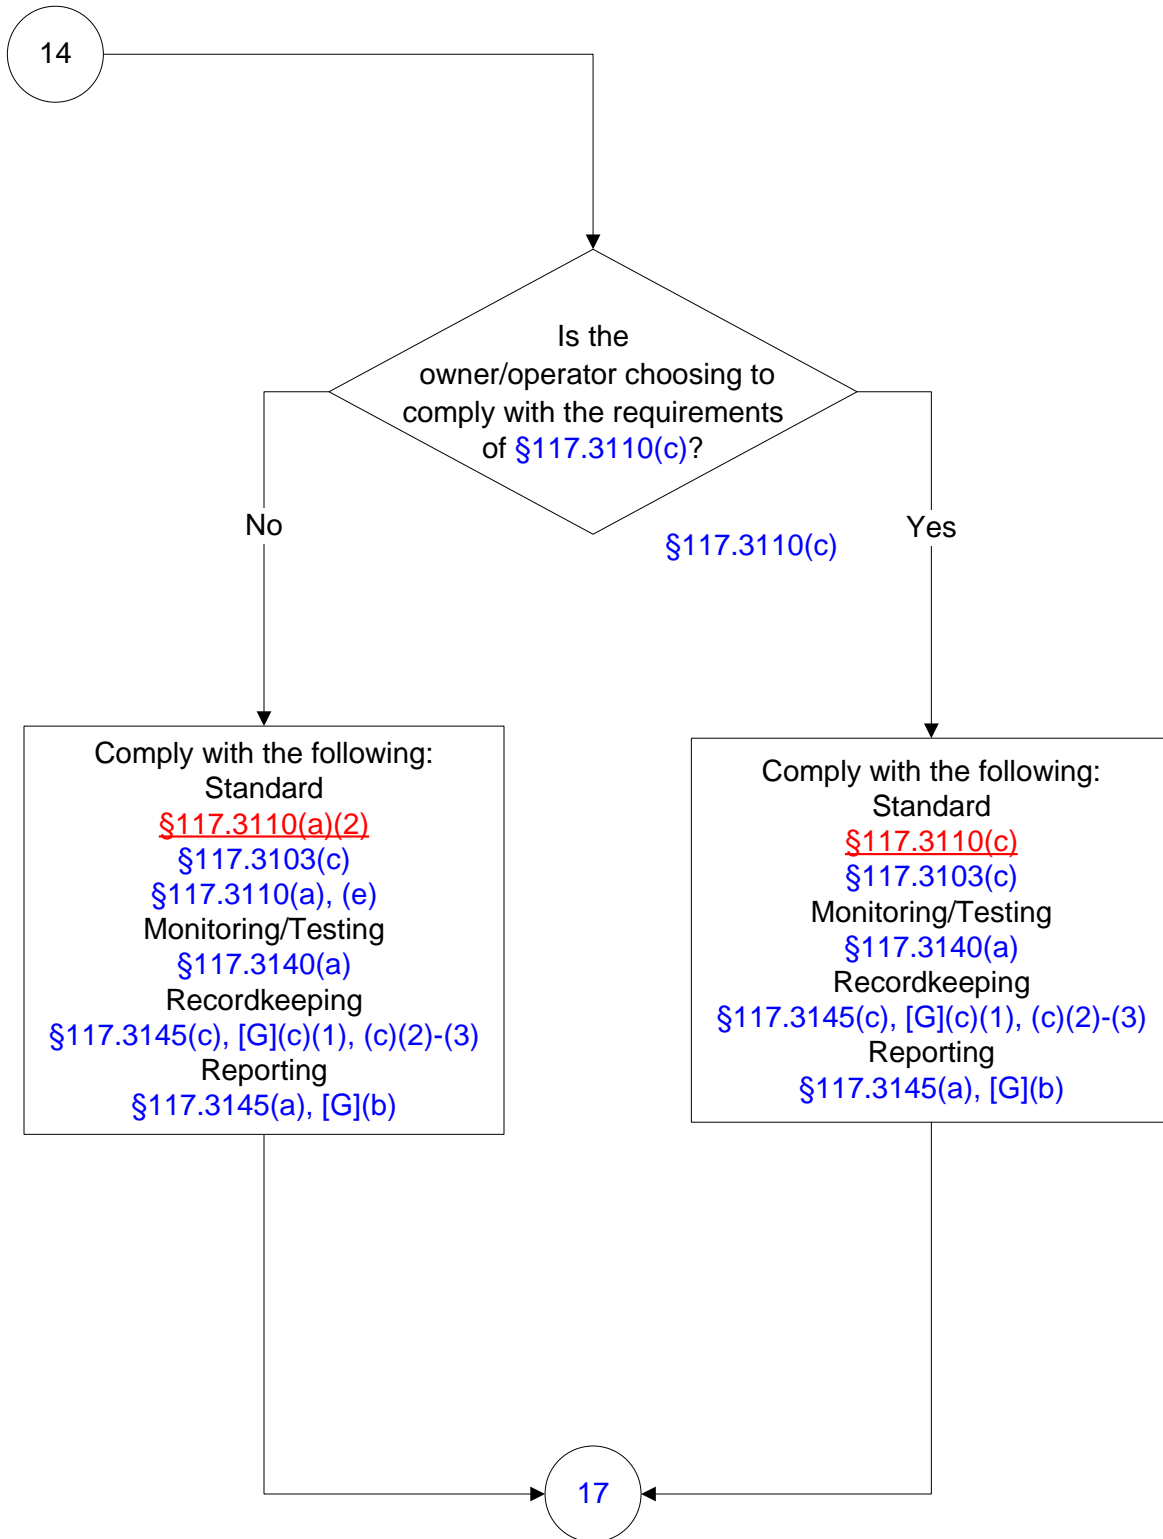 14
Is the
owner/operator choosing to
comply with the requirements
of §117.3110(c)?
No
§117.3110(c)
Yes
Comply with the following:
Standard
§117.3110(a)(2)
§117.3103(c)
§117.3110(a), (e)
Monitoring/Testing
§117.3140(a)
Recordkeeping
§117.3145(c), [G](c)(1), (c)(2)-(3)
Reporting
§117.3145(a), [G](b)
Comply with the following:
Standard
§117.3110(c)
§117.3103(c)
Monitoring/Testing
§117.3140(a)
Recordkeeping
§117.3145(c), [G](c)(1), (c)(2)-(3)
Reporting
§117.3145(a), [G](b)
17